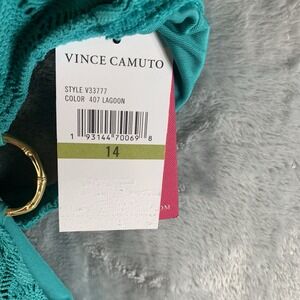 VINCE CAMUTO
STYLE V33777
COLOR 407 LAGOON
1 93144 70069 8
14